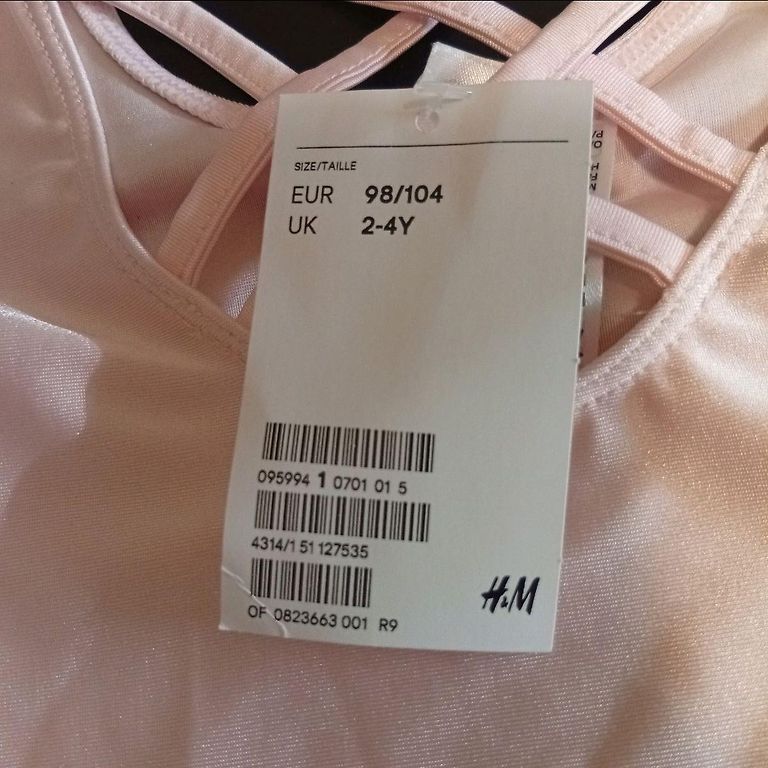 SIZE/TAILLE
EUR 98/104
UK 2-4Y
095994 1 0701 01 5
4314/1 51 127535
OF 0823663 001 R9
H&M